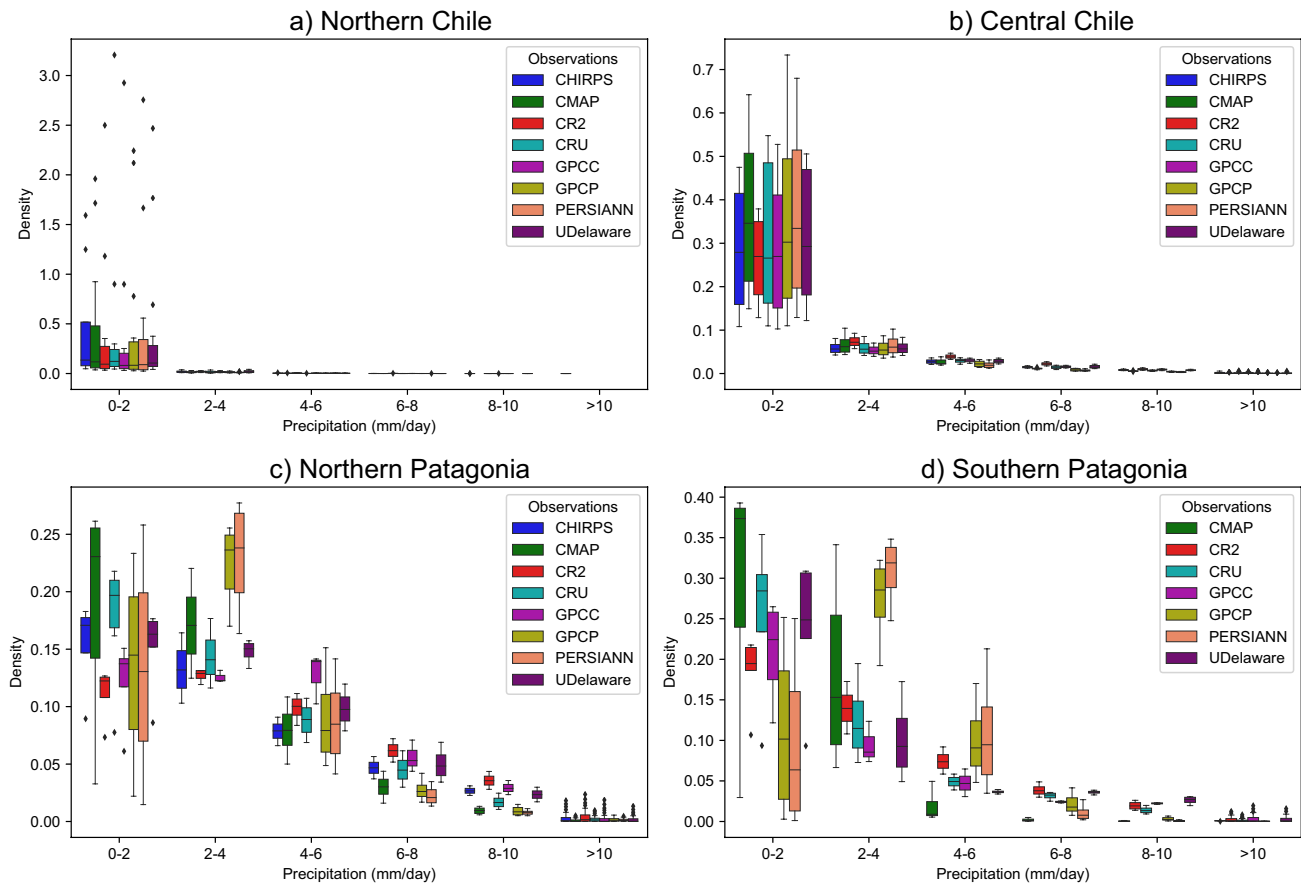 a) Northern Chile
3.0
2.5
2.0
1.5
1.0
0.5
0.0
Density
0-2 2-4 4-6 6-8 8-10 >10
Precipitation (mm/day)
Observations
CHIRPS
CMAP
CR2
CRU
GPCC
GPCP
PERSIANN
UDelaware
b) Central Chile
0.7
0.6
0.5
0.4
0.3
0.2
0.1
0.0
Density
0-2 2-4 4-6 6-8 8-10 >10
Precipitation (mm/day)
Observations
CHIRPS
CMAP
CR2
CRU
GPCC
GPCP
PERSIANN
UDelaware
c) Northern Patagonia
0.25
0.20
0.15
0.10
0.05
0.00
Density
0-2 2-4 4-6 6-8 8-10 >10
Precipitation (mm/day)
Observations
CHIRPS
CMAP
CR2
CRU
GPCC
GPCP
PERSIANN
UDelaware
d) Southern Patagonia
0.40
0.35
0.30
0.25
0.20
0.15
0.10
0.05
0.00
Density
0-2 2-4 4-6 6-8 8-10 >10
Precipitation (mm/day)
Observations
CMAP
CR2
CRU
GPCC
GPCP
PERSIANN
UDelaware